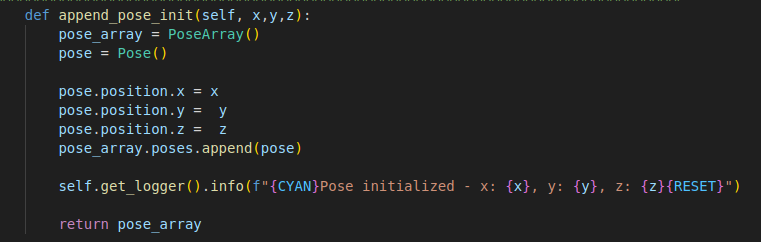 def append_pose_init(self, x,y,z):
    pose_array = PoseArray()
    pose = Pose()

    pose.position.x = x
    pose.position.y =  y
    pose.position.z =  z
    pose_array.poses.append(pose)

    self.get_logger().info(f"{CYAN}Pose initialized - x: {x}, y: {y}, z: {z}{RESET}")

    return pose_array